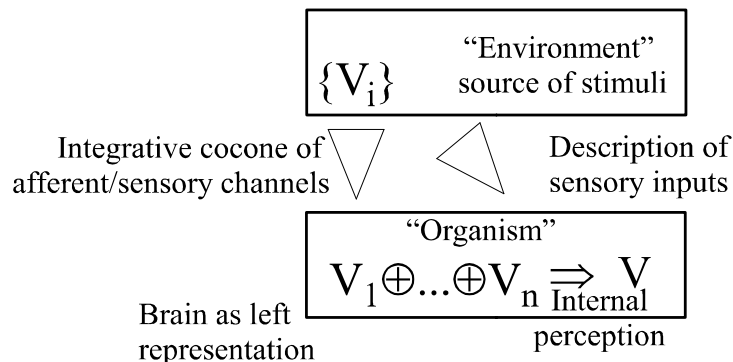 “Environment”
{Vi} source of stimuli
Integrative cocone of
afferent/sensory channels
Description of
sensory inputs
“Organism”
V1⊕...⊕Vn ⇒ V
Internal
perception
Brain as left
representation